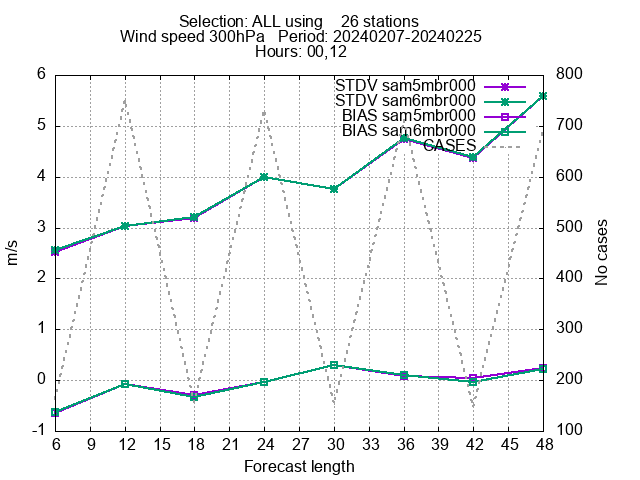 Selection: ALL using    26 stations
Wind speed 300hPa   Period: 20240207-20240225
Hours: 00,12
STDV sam5mbr000
STDV sam6mbr000
BIAS sam5mbr000
BIAS sam6mbr000
CASES
6
5
4
3
2
1
0
-1
m/s
800
700
600
500
400
300
200
100
No cases
6 9 12 15 18 21 24 27 30 33 36 39 42 45 48
Forecast length